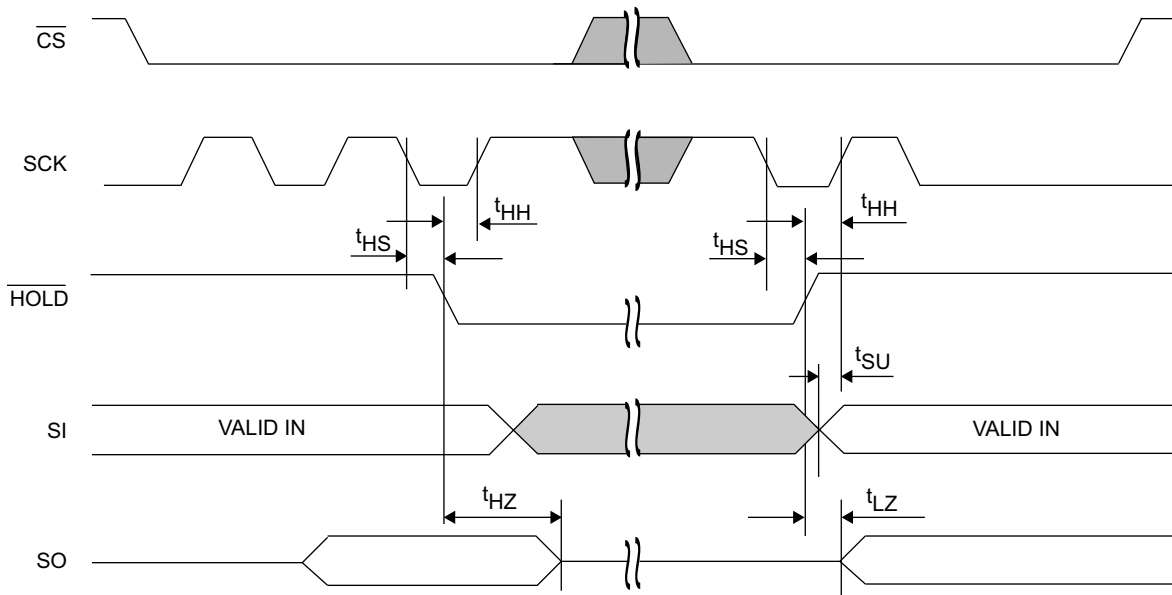 CS
SCK
tHH
tHH
tHS
tHS
HOLD
tSU
SI
VALID IN
VALID IN
tHZ
tLZ
SO